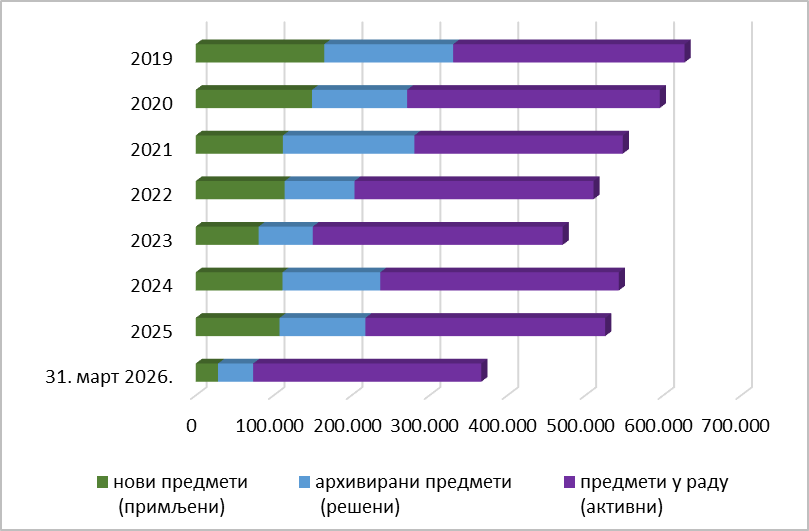 2019
2020
2021
2022
2023
2024
2025
31. март 2026.
0 100.000 200.000 300.000 400.000 500.000 600.000 700.000
нови предмети (примљени)
архивирани предмети (решени)
предмети у раду (активни)